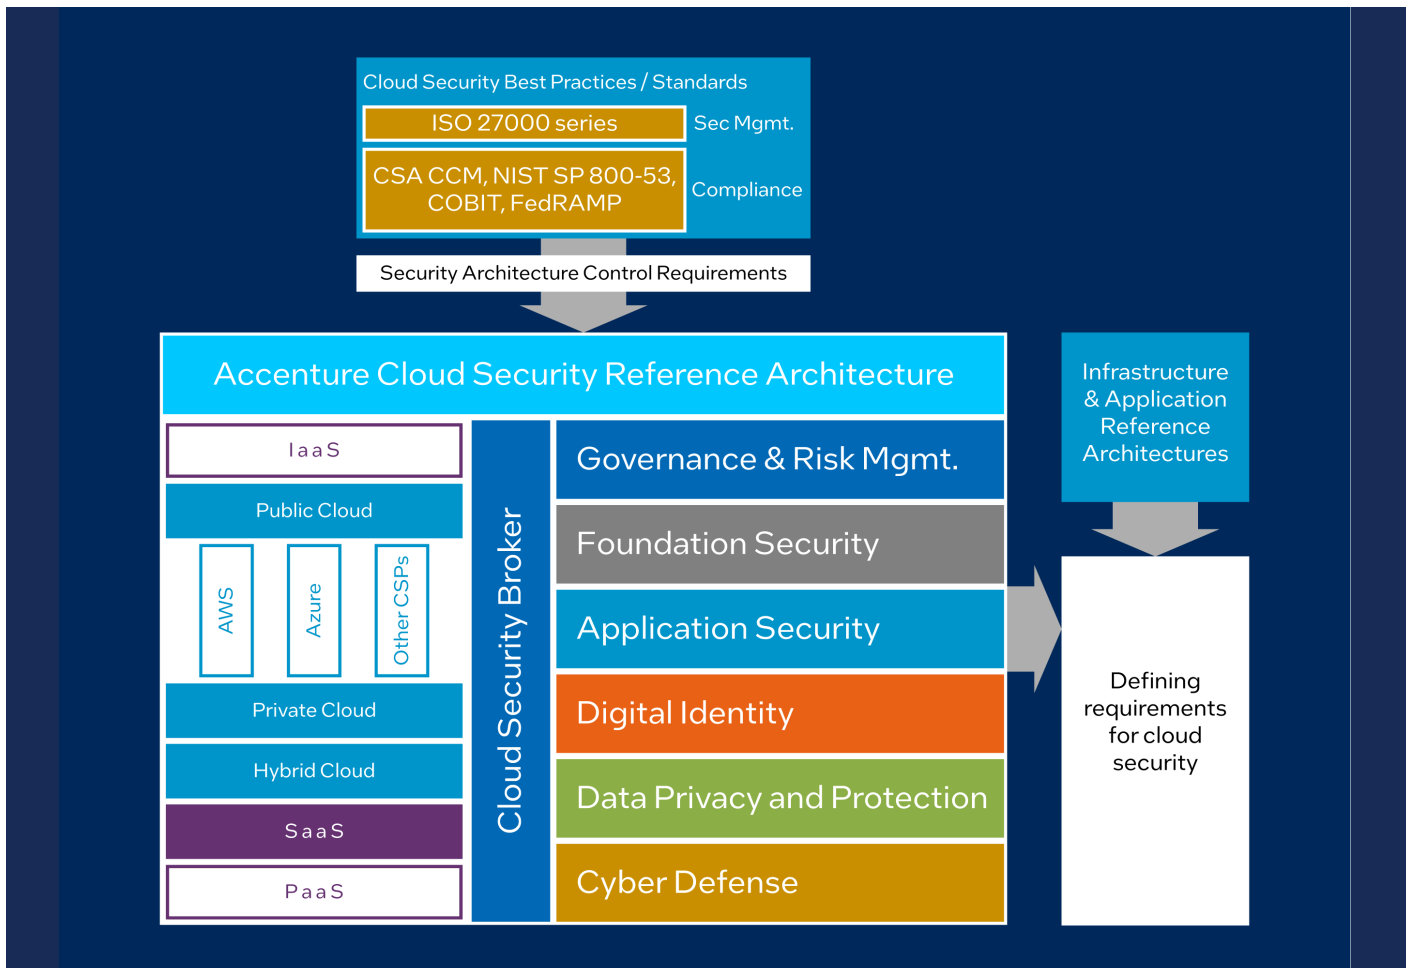 Cloud Security Best Practices / Standards
ISO 27000 series
Sec Mgmt.
CSA CCM, NIST SP 800-53,
COBIT, FedRAMP
Compliance
Security Architecture Control Requirements
Accenture Cloud Security Reference Architecture
IaaS
Public Cloud
AWS
Azure
Other CSPs
Private Cloud
Hybrid Cloud
SaaS
PaaS
Cloud Security Broker
Governance & Risk Mgmt.
Foundation Security
Application Security
Digital Identity
Data Privacy and Protection
Cyber Defense
Infrastructure
& Application
Reference
Architectures
Defining
requirements
for cloud
security